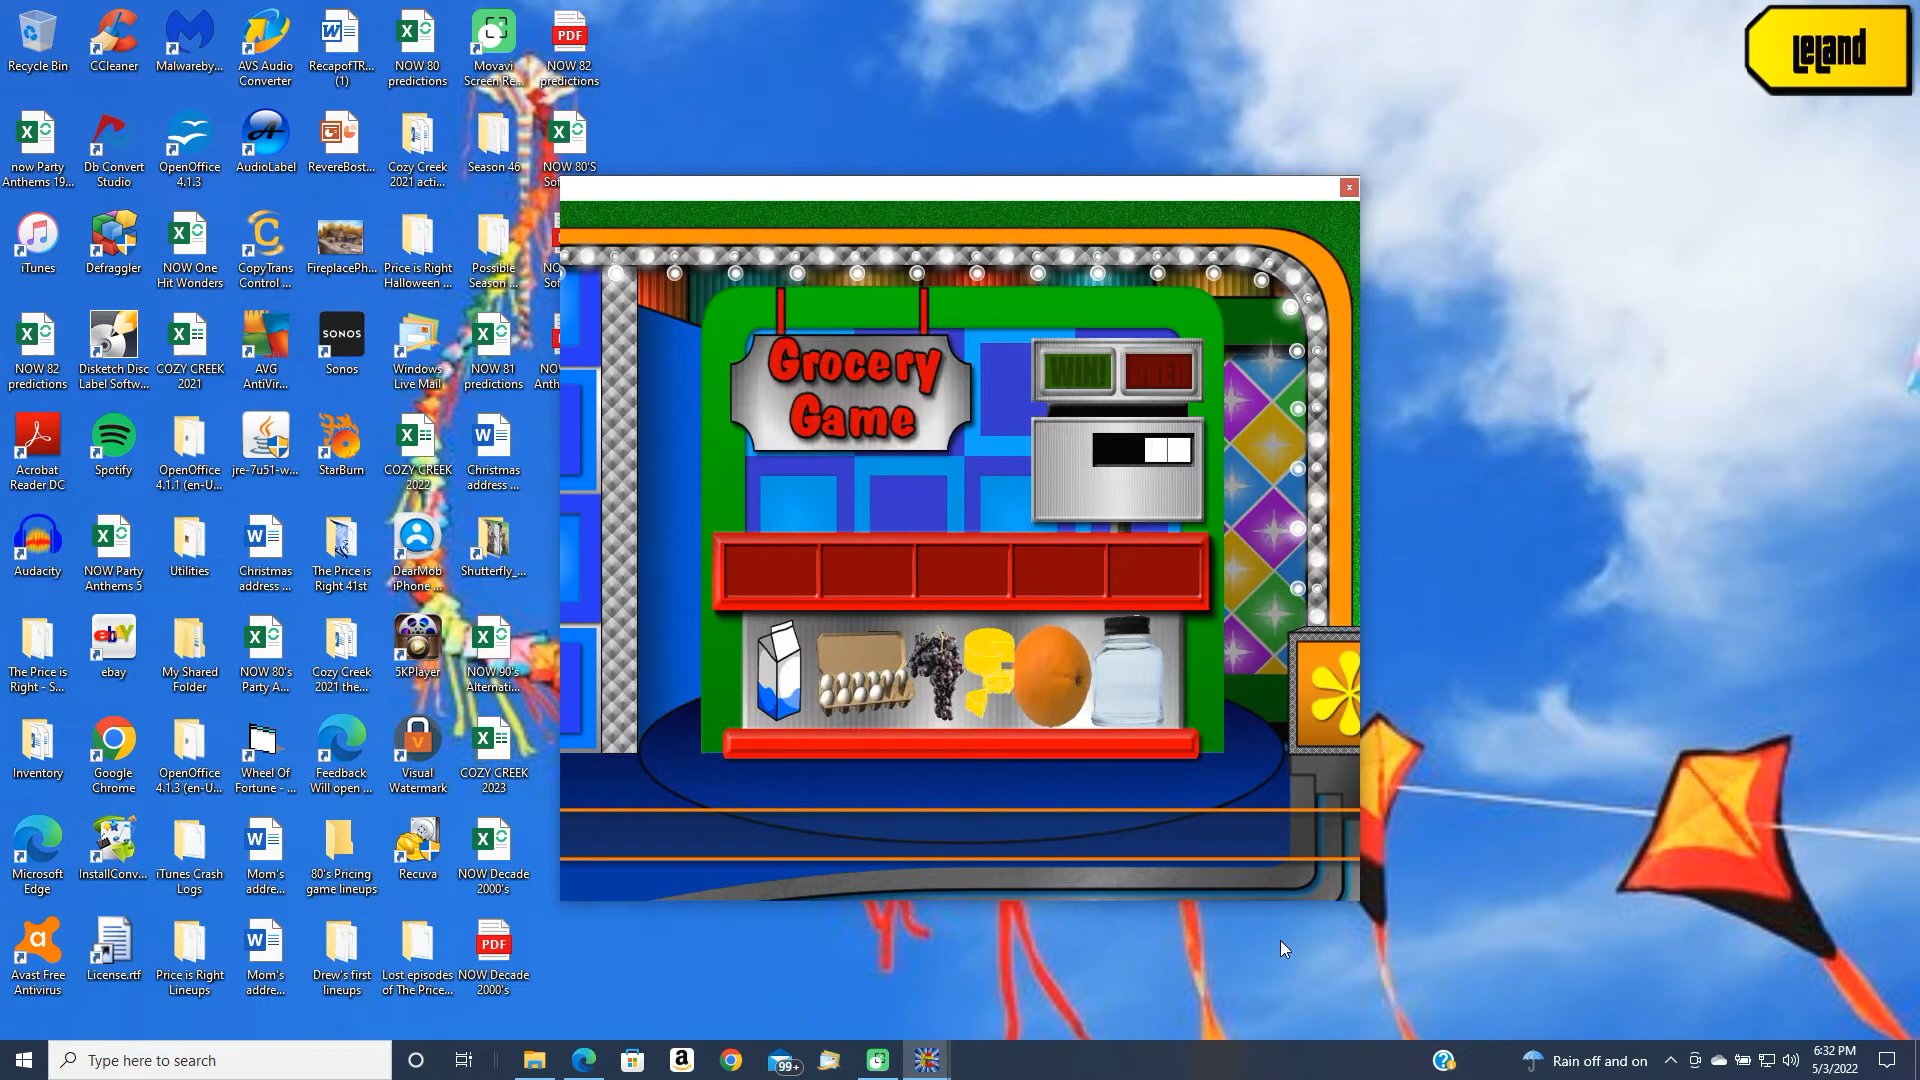 Recycle Bin
CCleaner
Malwareby...
AVS Audio
Converter
RecapofTR...
(1)
NOW 80
predictions
Movavi
Screen Re...
NOW 82
predictions
LeLand
now Party
Anthems 19...
Db Convert
Studio
OpenOffice
4.1.3
AudioLabel
RevereBost...
Cozy Creek
2021 acti...
Season 46
NOW 80'S
Sof
iTunes
Defraggler
NOW One
Hit Wonders
CopyTrans
Control ...
FireplacePh...
Price is Right
Halloween ...
Possible
Season ...
NO
Sof
NOW 82
predictions
Disketch Disc
Label Softw...
COZY CREEK
2021
AVG
AntiVir...
SONOS
Sonos
Windows
Live Mail
NOW 81
predictions
NOV
Anth
Grocery
Game
WIN!
Acrobat
Reader DC
Spotify
OpenOffice
4.1.1 (en-U...
jre-7u51-w...
StarBurn
COZY CREEK
2022
Christmas
address ...
Audacity
NOW Party
Anthems 5
Utilities
Christmas
address ...
The Price is
Right 41st
DearMob
iPhone ...
Shutterfly_...
The Price is
Right - S...
ebay
ebay
My Shared
Folder
NOW 80's
Party A...
Cozy Creek
2021 the...
5KPlayer
NOW 90's
Alternati...
Inventory
Google
Chrome
OpenOffice
4.1.3 (en-U...
Wheel Of
Fortune - ...
Feedback
Will open ...
Visual
Watermark
COZY CREEK
2023
Microsoft
Edge
InstallConv...
iTunes Crash
Logs
Mom's
addre...
80's Pricing
game lineups
Recuva
NOW Decade
2000's
Avast Free
Antivirus
License.rtf
Price is Right
Lineups
Mom's
addre...
Drew's first
lineups
Lost episodes
of The Price...
NOW Decade
2000's
Type here to search
99+
Rain off and on
6:32 PM
5/3/2022